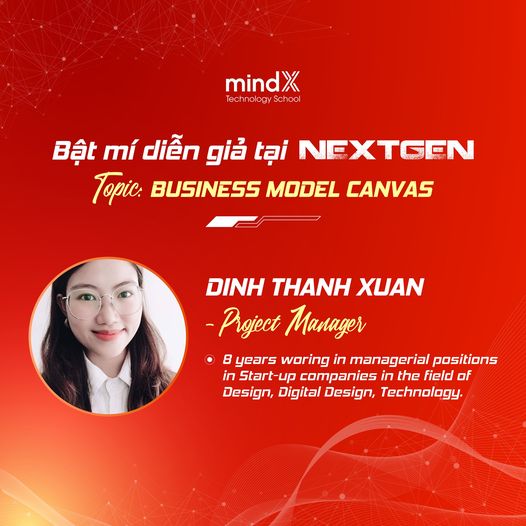 mindX
Technology School
Bật mí diễn giả tại NEXTGEN
Topic: BUSINESS MODEL CANVAS
DINH THANH XUAN
- Project Manager
8 years woring in managerial positions
in Start-up companies in the field of
Design, Digital Design, Technology.